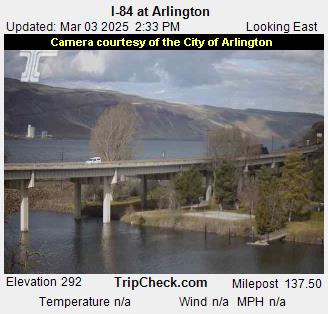 I-84 at Arlington
Updated: Mar 03 2025 2:33 PM Looking East
Camera courtesy of the City of Arlington
Elevation 292 TripCheck.com Milepost 137.50
Temperature n/a Wind n/a MPH n/a